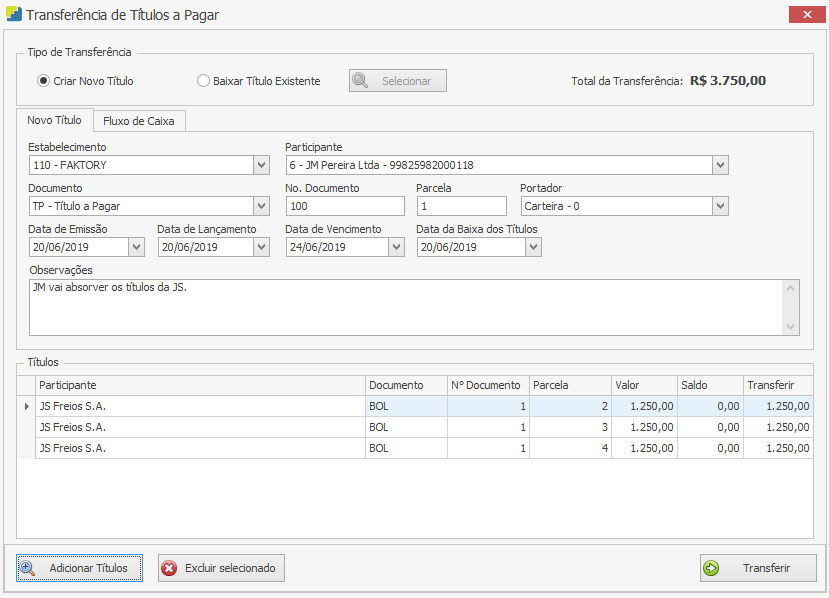 Transferência de Títulos a Pagar
Tipo de Transferência
Criar Novo Título Baixar Título Existente Selecionar Total da Transferência: R$ 3.750,00
Novo Título Fluxo de Caixa
Estabelecimento Participante
110 - FAKTORY 6 - JM Pereira Ltda - 99825982000118
Documento No. Documento Parcela Portador
TP - Título a Pagar 100 1 Carteira - 0
Data de Emissão Data de Lançamento Data de Vencimento Data da Baixa dos Títulos
20/06/2019 20/06/2019 24/06/2019 20/06/2019
Observações
JM vai absorver os títulos da JS.
Títulos
Participante Documento Nº Documento Parcela Valor Saldo Transferir
JS Freios S.A. BOL 1 2 1.250,00 0,00 1.250,00
JS Freios S.A. BOL 1 3 1.250,00 0,00 1.250,00
JS Freios S.A. BOL 1 4 1.250,00 0,00 1.250,00
Adicionar Títulos Excluir selecionado Transferir